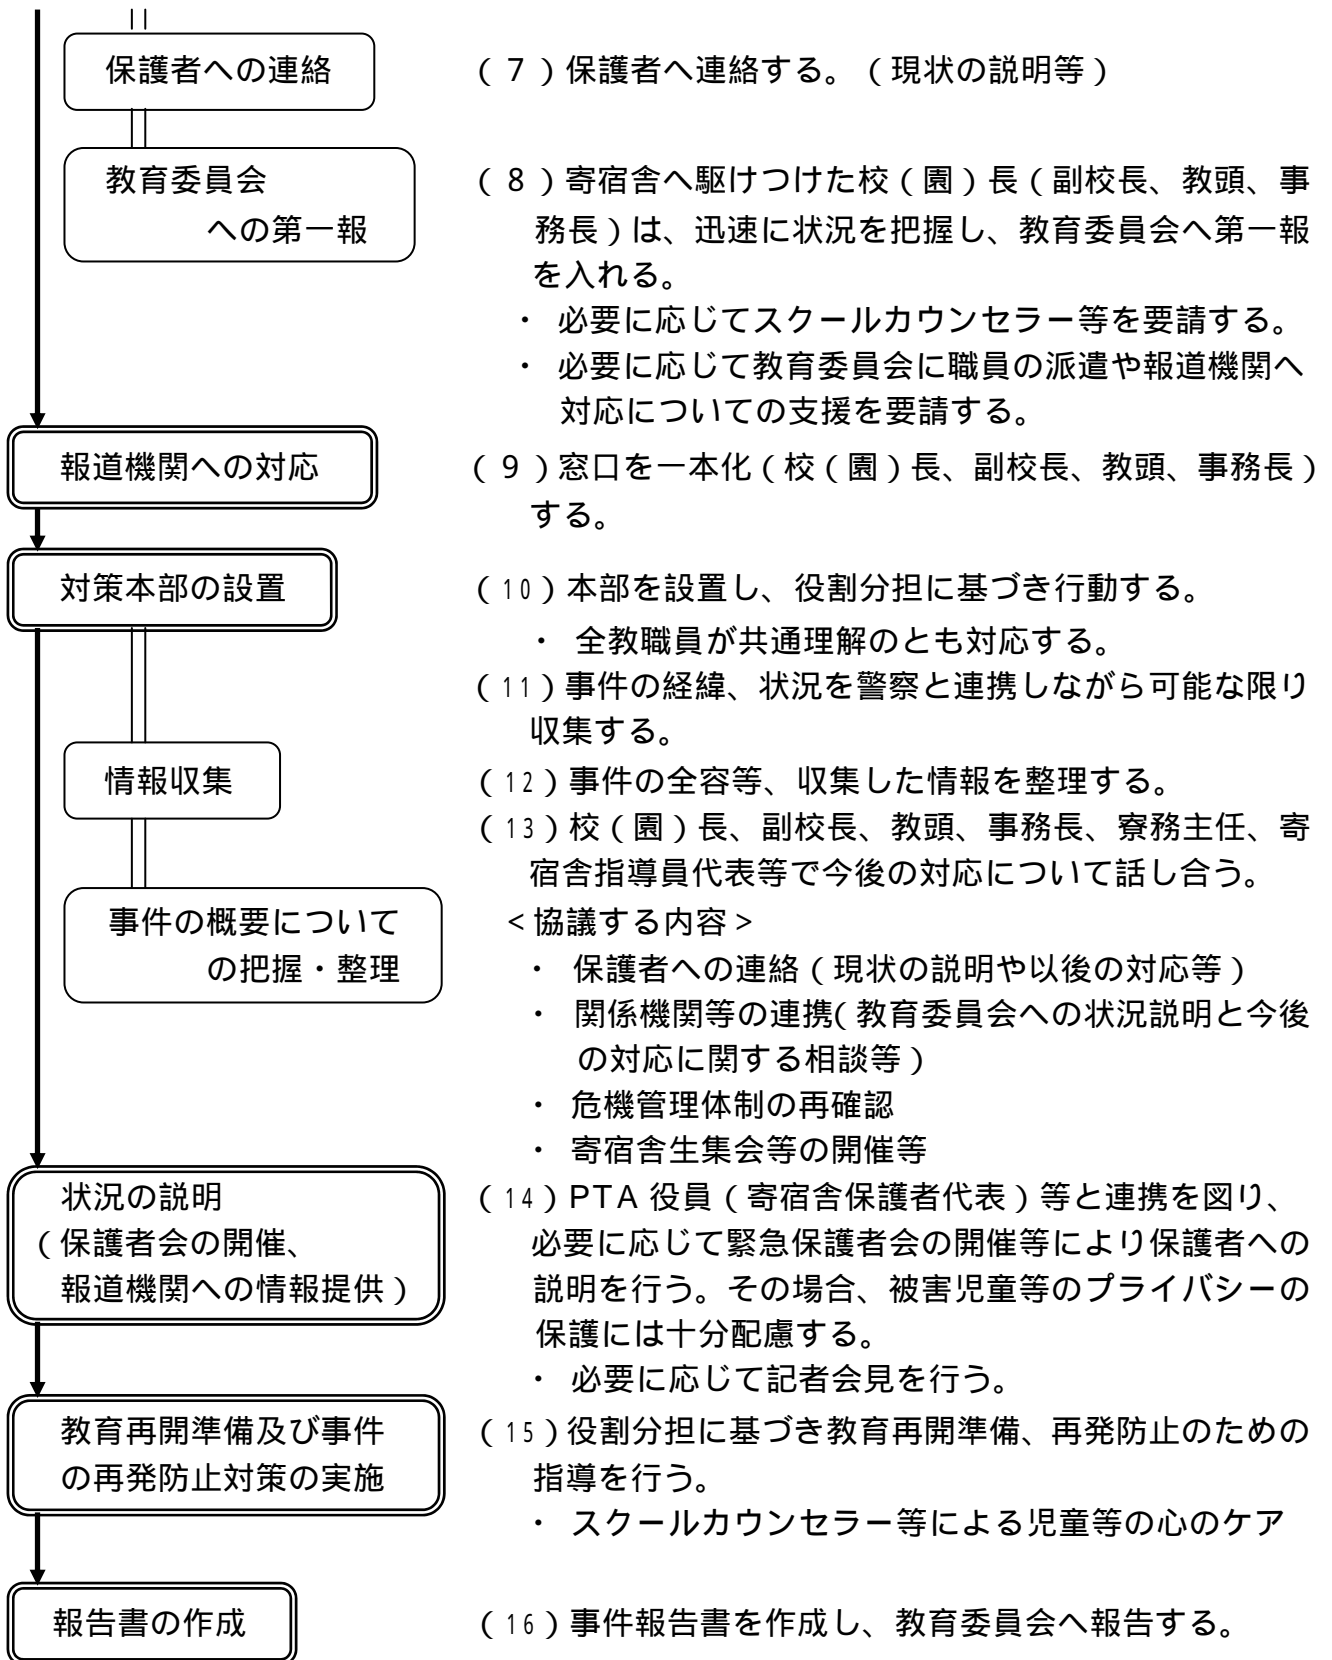 保護者への連絡
（７）保護者へ連絡する。（現状の説明等）
教育委員会
への第一報
（８）寄宿舎へ駆けつけた校（園）長（副校長、教頭、事
務長）は、迅速に状況を把握し、教育委員会へ第一報
を入れる。
・ 必要に応じてスクールカウンセラー等を要請する。
・ 必要に応じて教育委員会に職員の派遣や報道機関へ
対応についての支援を要請する。
報道機関への対応
（９）窓口を一本化（校（園）長、副校長、教頭、事務長）
する。
対策本部の設置
（10）本部を設置し、役割分担に基づき行動する。
・ 全教職員が共通理解のとも対応する。
（11）事件の経緯、状況を警察と連携しながら可能な限り
収集する。
情報収集
（12）事件の全容等、収集した情報を整理する。
（13）校（園）長、副校長、教頭、事務長、寮務主任、寄
宿舎指導員代表等で今後の対応について話し合う。
事件の概要について
の把握・整理
＜協議する内容＞
・ 保護者への連絡（現状の説明や以後の対応等）
・ 関係機関等の連携（教育委員会への状況説明と今後
の対応に関する相談等）
・ 危機管理体制の再確認
・ 寄宿舎生集会等の開催等
状況の説明
（保護者会の開催、
報道機関への情報提供）
（14）PTA 役員（寄宿舎保護者代表）等と連携を図り、
必要に応じて緊急保護者会の開催等により保護者への
説明を行う。その場合、被害児童等のプライバシーの
保護には十分配慮する。
・ 必要に応じて記者会見を行う。
教育再開準備及び事件
の再発防止対策の実施
（15）役割分担に基づき教育再開準備、再発防止のための
指導を行う。
・ スクールカウンセラー等による児童等の心のケア
報告書の作成
（16）事件報告書を作成し、教育委員会へ報告する。